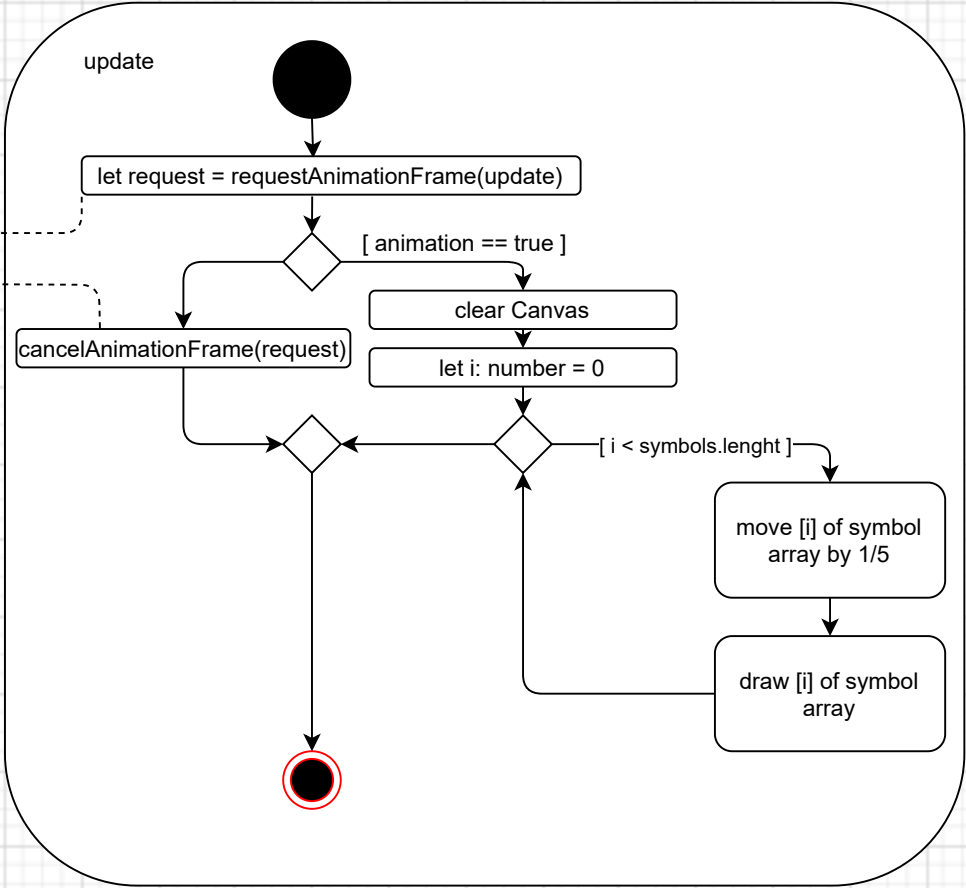 update
let request = requestAnimationFrame(update)
[ animation == true ]
clear Canvas
cancelAnimationFrame(request)
let i: number = 0
[ i < symbols.lenght ]
move [i] of symbol
array by 1/5
draw [i] of symbol
array